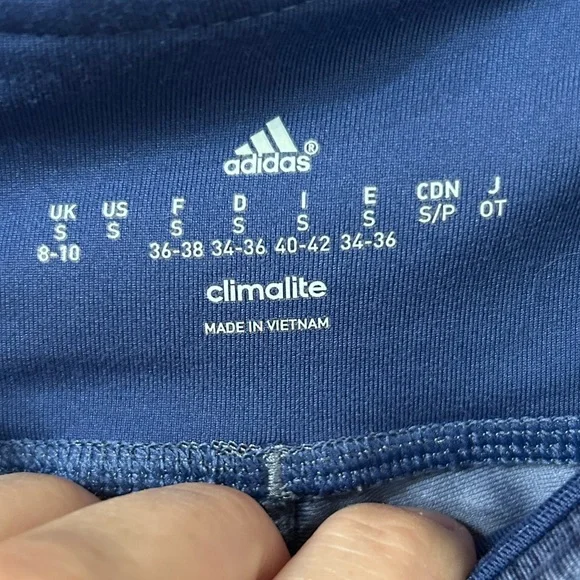 adidas®
UK US F D I E CDN J
S S S S S S S/P OT
8-10 36-38 34-36 40-42 34-36
climalite
MADE IN VIETNAM